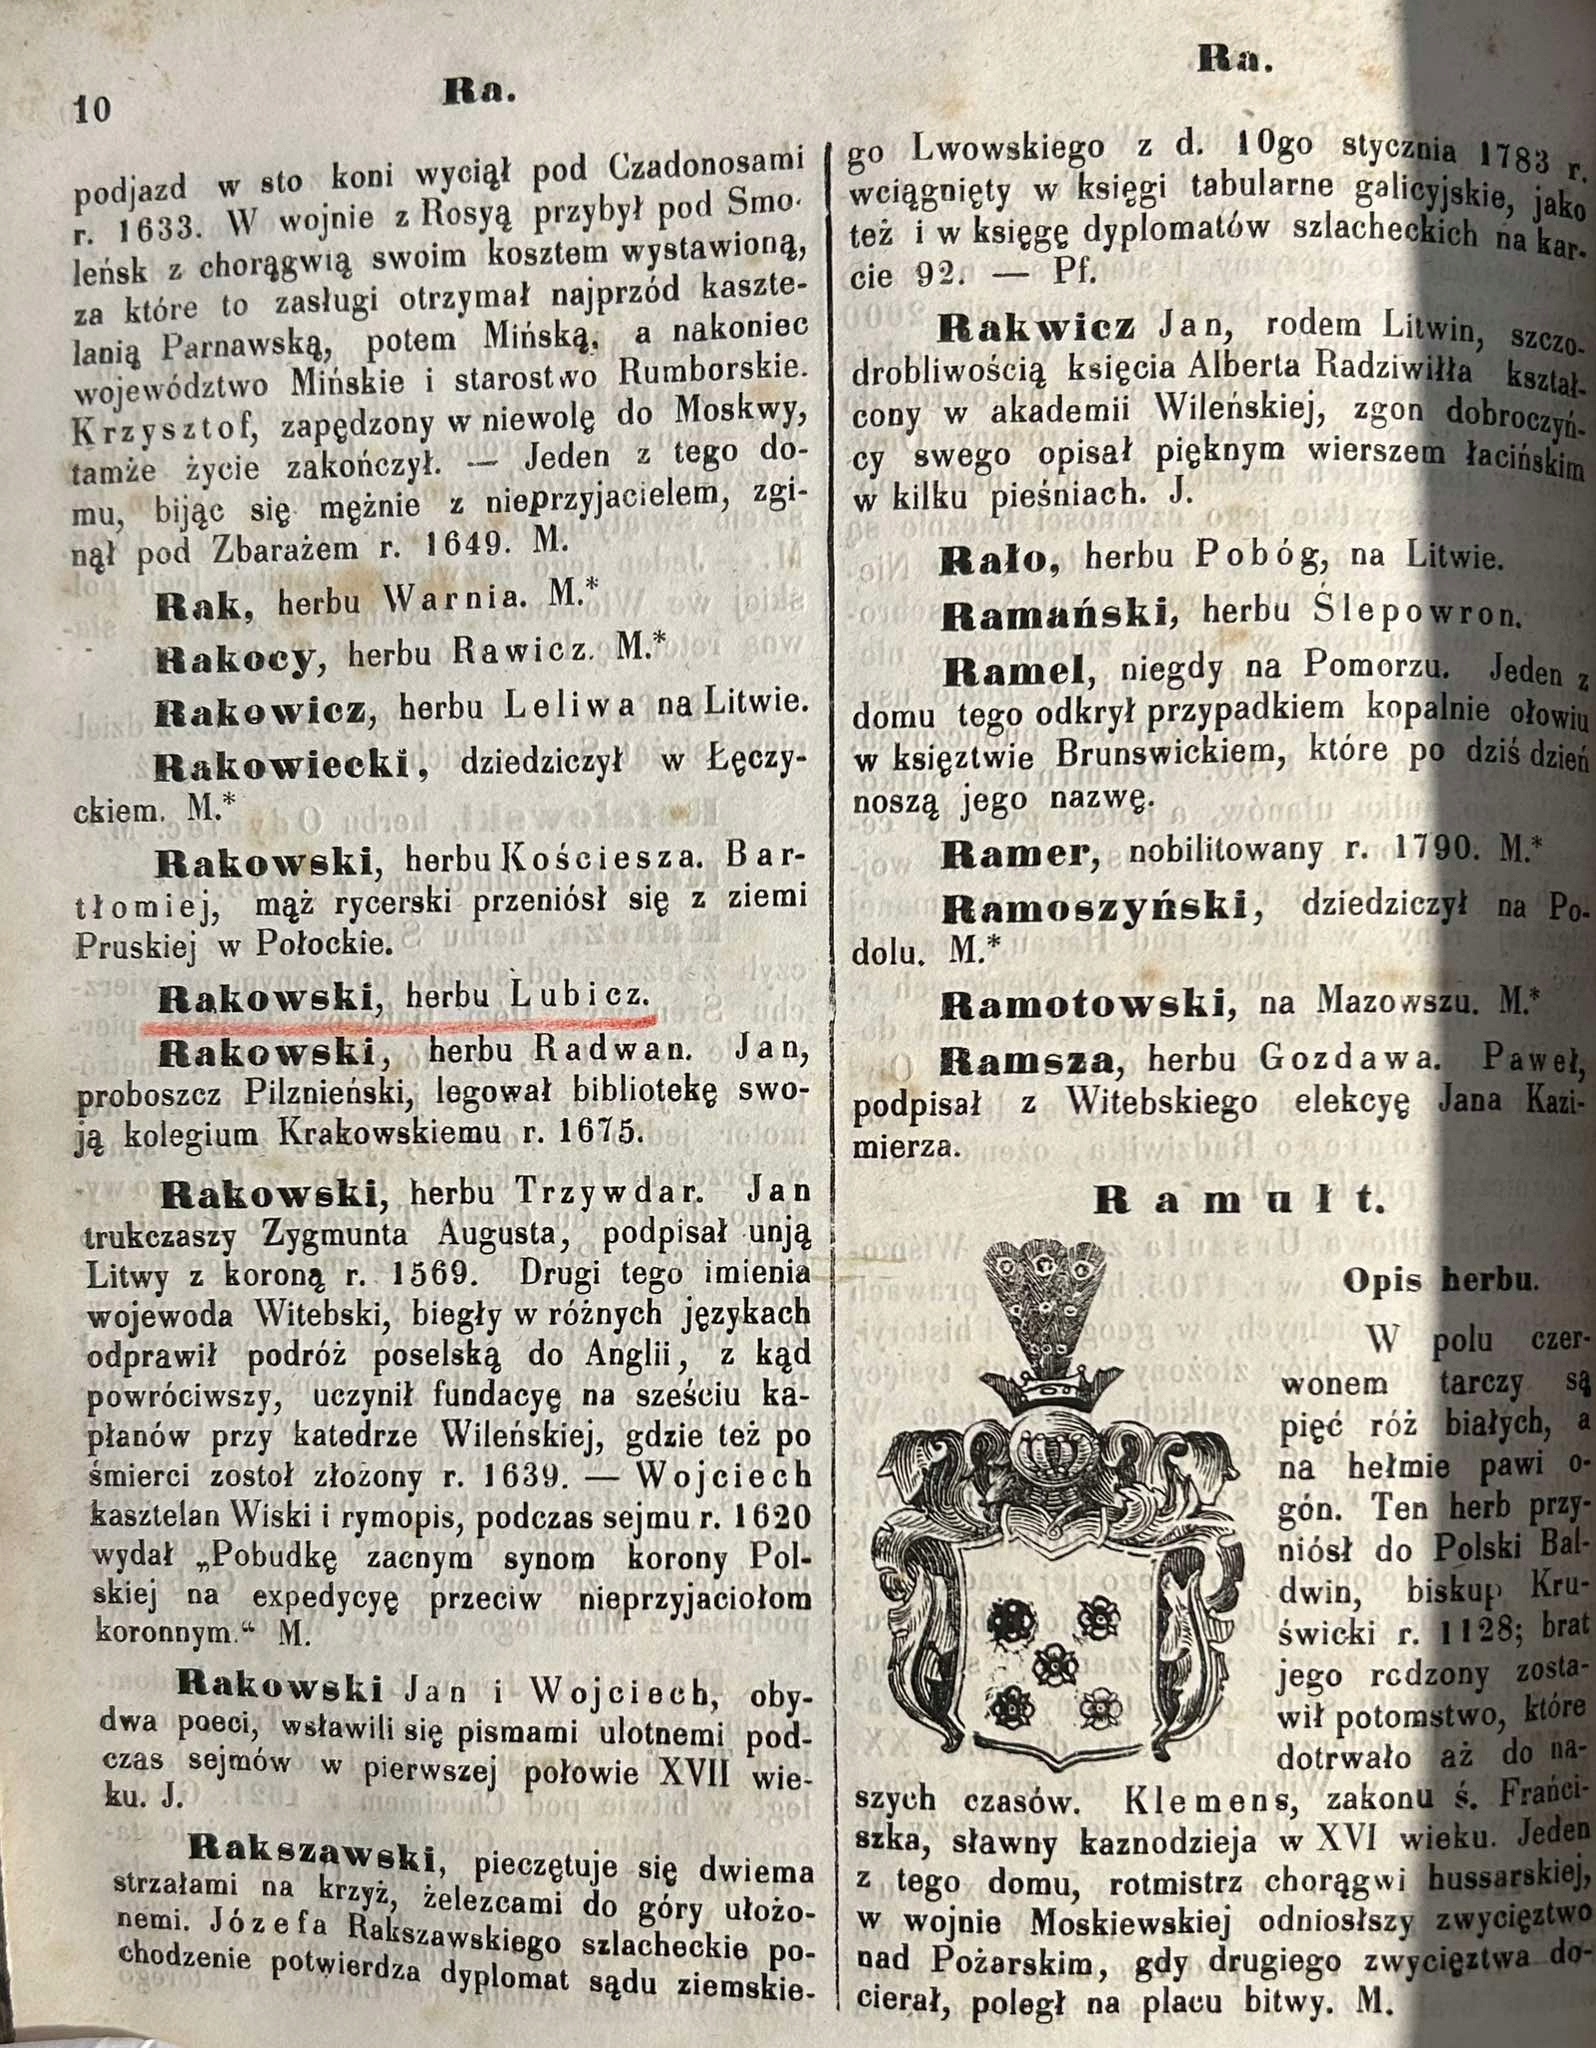 10
Ra.
podjazd w sto koni wyciął pod Czadonosami
r. 1633. W wojnie z Rosyą przybył pod Smo-
leńsk z chorągwią swoim kosztem wystawioną,
za które to zasługi otrzymał najprzód kaszte-
lanią Parnawską, potem Mińską, a nakoniec
województwo Mińskie i starostwo Rumborskie.
Krzysztof, zapędzony w niewolę do Moskwy,
tamże życie zakończył. — Jeden z tego do-
mu, bijąc się mężnie z nieprzyjacielem, zgi-
nął pod Zbarażem r. 1649. M.
Rak, herbu Warnia. M.*
Rakocy, herbu Rawicz. M.*
Rakowicz, herbu Leliwa na Litwie.
Rakowiecki, dziedziczył w Łęczy-
ckiem. M.*
Rakowski, herbu Kościesza. Bar-
tłomiej, mąż rycerski przeniósł się z ziemi
Pruskiej w Połockie.
Rakowski, herbu Lubicz.
Rakowski, herbu Radwan. Jan,
proboszcz Pilznieński, legował bibliotekę swo-
ją kolegium Krakowskiemu r. 1675.
Rakowski, herbu Trzywdar. Jan
trukczaszy Zygmunta Augusta, podpisał unją
Litwy z koroną r. 1569. Drugi tego imienia
wojewoda Witebski, biegły w różnych językach
odprawił podróż poselską do Anglii, z kąd
powróciwszy, uczynił fundacyę na sześciu ka-
płanów przy katedrze Wileńskiej, gdzie też po
śmierci zostoł złożony r. 1639. — Wojciech
kasztelan Wiski i rymopis, podczas sejmu r. 1620
wydał „Pobudkę zacnym synom korony Pol-
skiej na expedycyę przeciw nieprzyjaciołom
koronnym.“ M.
Rakowski Jan i Wojciech, oby-
dwa poeci, wsławili się pismami ulotnemi pod-
czas sejmów w pierwszej połowie XVII wie-
ku. J.
Rakszawski, pieczętuje się dwiema
strzałami na krzyż, żelezcami do góry ułożo-
nemi. Józefa Rakszawskiego szlacheckie po-
chodzenie potwierdza dyplomat sądu ziemskie-
Ra.
go Lwowskiego z d. 10go stycznia 1783 r.
wciągnięty w księgi tabularne galicyjskie, jako
też i w księgę dyplomatów szlacheckich na kar-
cie 92. — Pf.
Rakwicz Jan, rodem Litwin, szczo-
drobliwością księcia Alberta Radziwiłła kształ-
cony w akademii Wileńskiej, zgon dobroczyń-
cy swego opisał pięknym wierszem łacińskim
w kilku pieśniach. J.
Rało, herbu Pobóg, na Litwie.
Ramański, herbu Ślepowron.
Ramel, niegdy na Pomorzu. Jeden z
domu tego odkrył przypadkiem kopalnie ołowiu
w księztwie Brunswickiem, które po dziś dzień
noszą jego nazwę.
Ramer, nobilitowany r. 1790. M.*
Ramoszyński, dziedziczył na Po-
dolu. M.*
Ramotowski, na Mazowszu. M.*
Ramsza, herbu Gozdawa. Paweł,
podpisał z Witebskiego elekcyę Jana Kazi-
mierza.
Ramułt.
Opis herbu.
W polu czer-
wonem tarczy są
pięć róż białych, a
na hełmie pawi o-
gón. Ten herb przy-
niósł do Polski Bal-
dwin, biskup Kru-
świcki r. 1128; brat
jego rcdzony zosta-
wił potomstwo, które
dotrwało aż do na-
szych czasów. Klemens, zakonu ś. Franci-
szka, sławny kaznodzieja w XVI wieku. Jeden
z tego domu, rotmistrz chorągwi hussarskiej,
w wojnie Moskiewskiej odniosłszy zwycięztwo
nad Pożarskim, gdy drugiego zwycięztwa do-
cierał, poległ na placu bitwy. M.